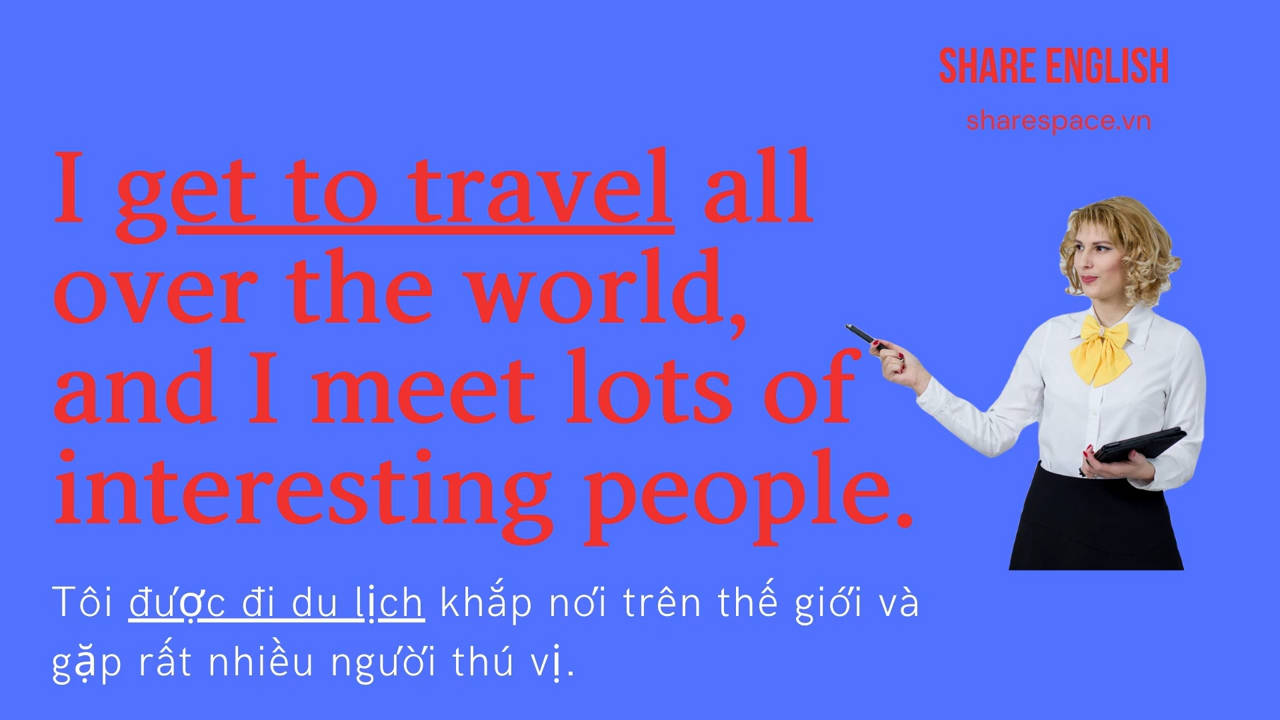 SHARE ENGLISH
sharespace.vn
I get to travel all
over the world,
and I meet lots of
interesting people.
Tôi được đi du lịch khắp nơi trên thế giới và
gặp rất nhiều người thú vị.